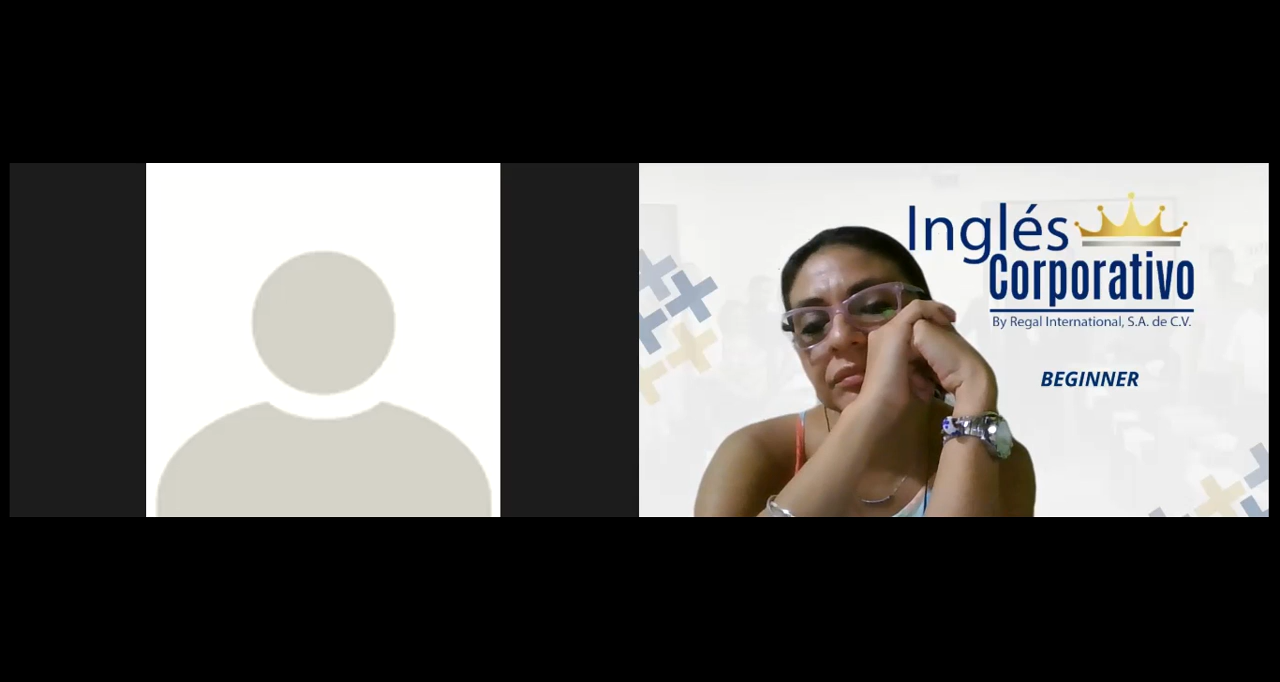 Inglés
Corporativo
By Regal International, S.A. de C.V.
BEGINNER